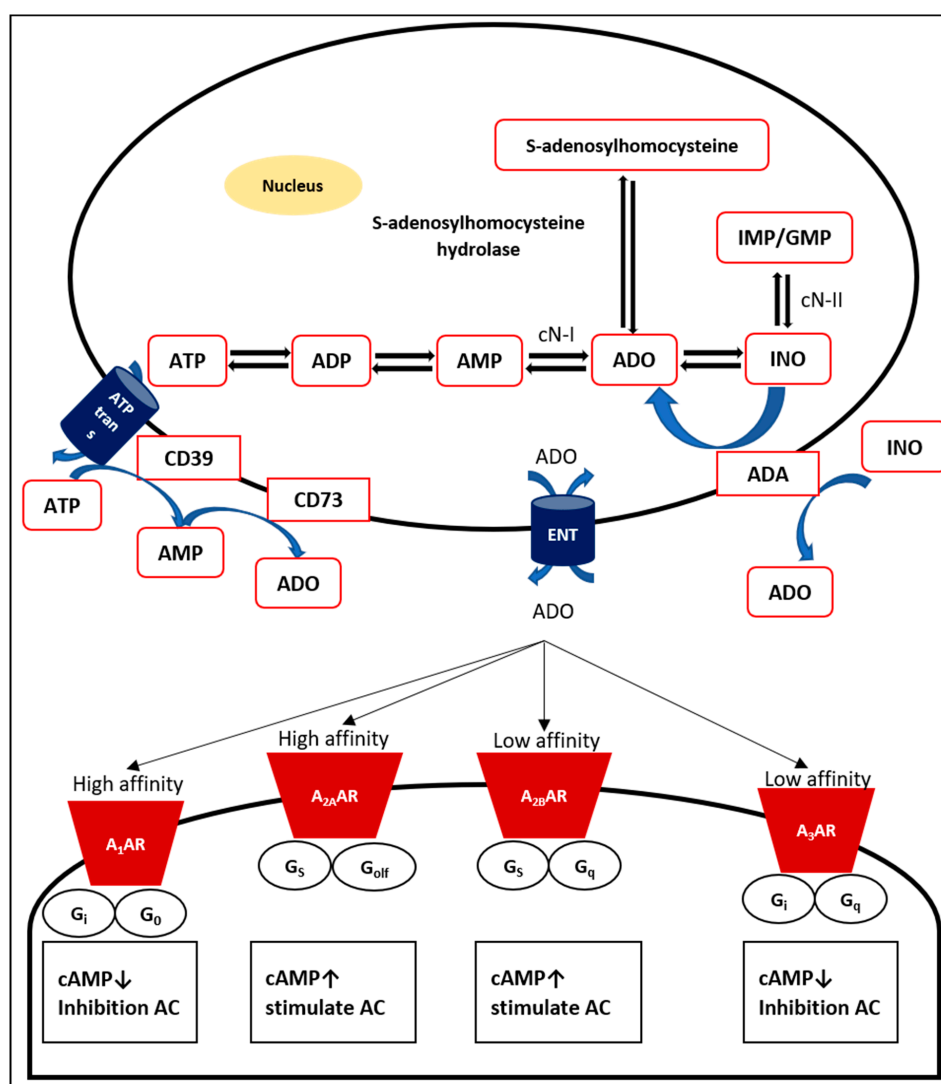 S-adenosylhomocysteine
Nucleus
S-adenosylhomocysteine
hydrolase
IMP/GMP
cN-II
cN-I
ATP
ADP
AMP
ADO
INO
ATP
tran
s
CD39
CD73
ADO
ADA
INO
ATP
AMP
ADO
ENT
ADO
ADO
High affinity
High affinity
Low affinity
Low affinity
A₁AR
A₂ₐAR
A₂BAR
A₃AR
Gᵢ
G₀
Gₛ
Gₒₗf
Gₛ
Gq
Gᵢ
Gq
cAMP↓
Inhibition AC
cAMP↑
stimulate AC
cAMP↑
stimulate AC
cAMP↓
Inhibition AC